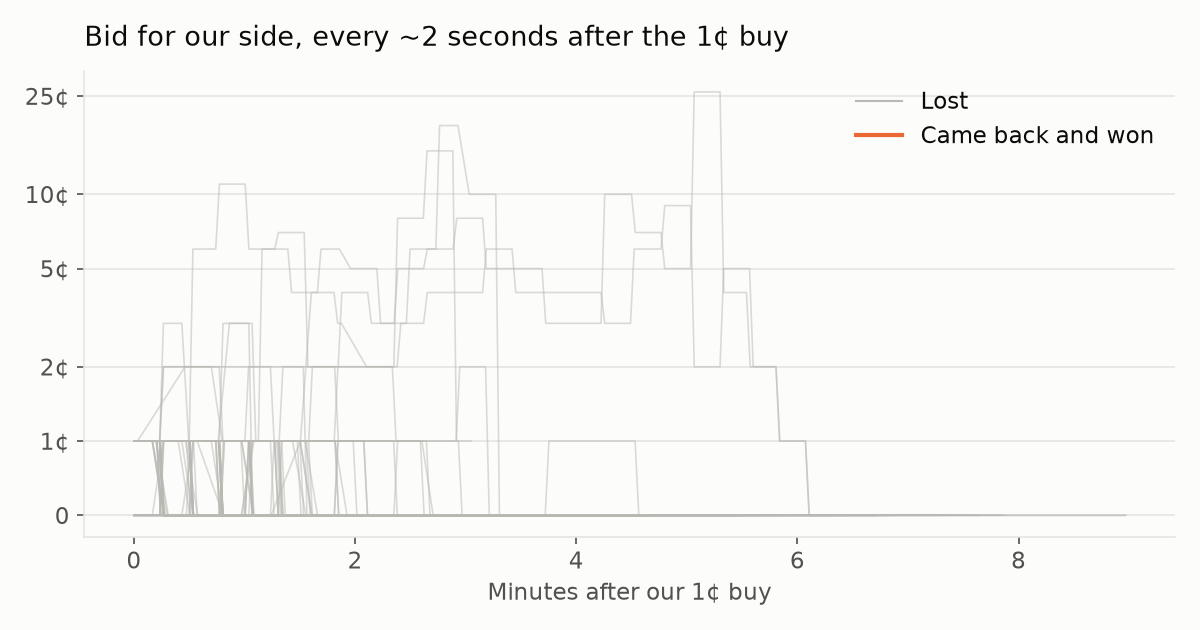 Bid for our side, every ~2 seconds after the 1¢ buy
25¢
10¢
5¢
2¢
1¢
0
Lost
Came back and won
0 2 4 6 8
Minutes after our 1¢ buy